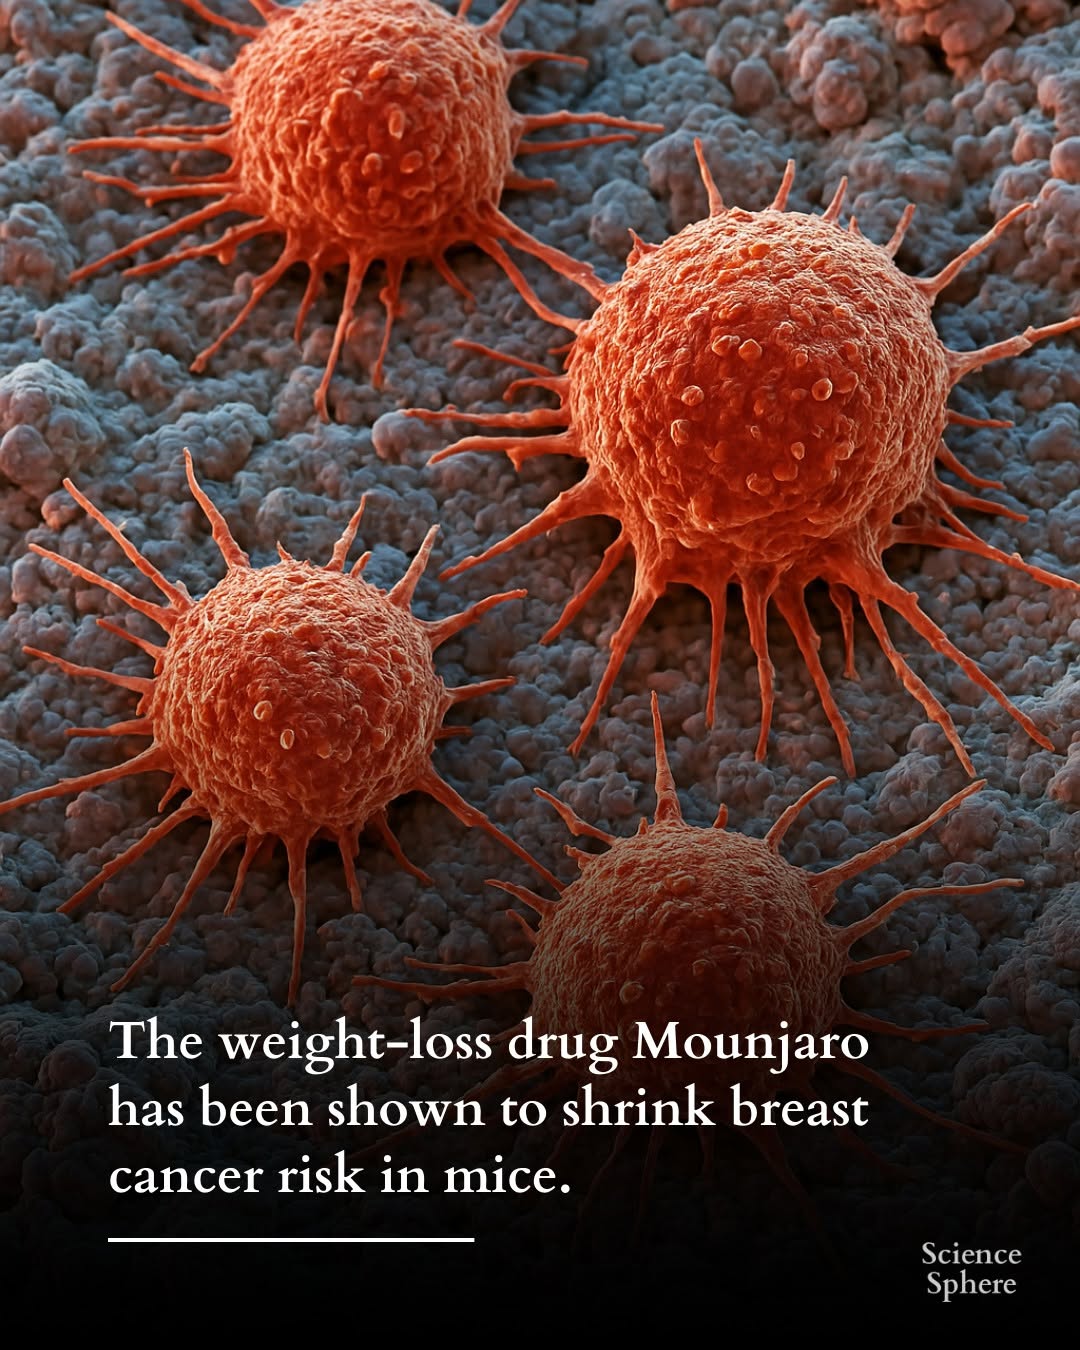 The weight-loss drug Mounjaro
has been shown to shrink breast
cancer risk in mice.
Science
Sphere